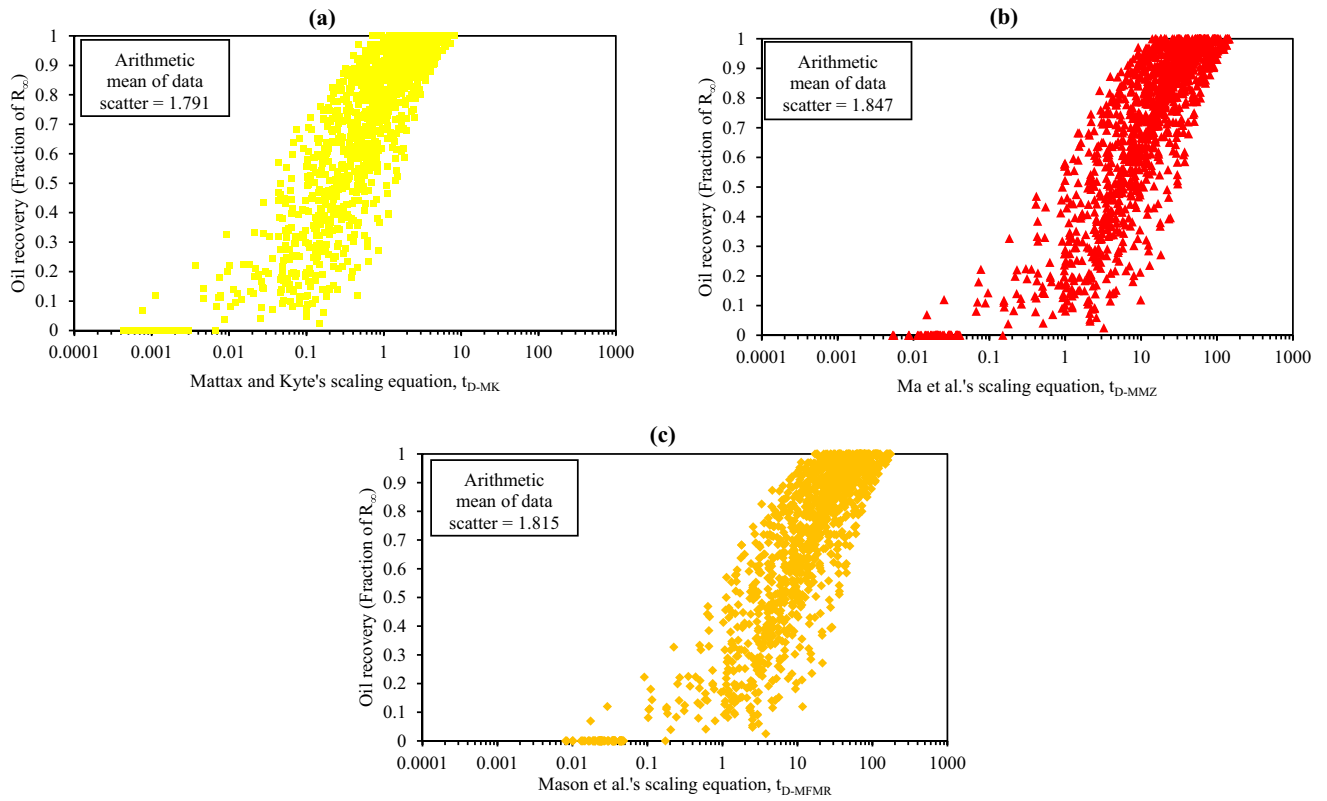 (a)
Oil recovery (Fraction of R∞)
1
0.9
0.8
0.7
0.6
0.5
0.4
0.3
0.2
0.1
0
Arithmetic
mean of data
scatter = 1.791
0.0001 0.001 0.01 0.1 1 10 100 1000
Mattax and Kyte's scaling equation, tD-MK
(b)
Oil recovery (Fraction of R∞)
1
0.9
0.8
0.7
0.6
0.5
0.4
0.3
0.2
0.1
0
Arithmetic
mean of data
scatter = 1.847
0.0001 0.001 0.01 0.1 1 10 100 1000
Ma et al.'s scaling equation, tD-MMZ
(c)
Oil recovery (Fraction of R∞)
1
0.9
0.8
0.7
0.6
0.5
0.4
0.3
0.2
0.1
0
Arithmetic
mean of data
scatter = 1.815
0.0001 0.001 0.01 0.1 1 10 100 1000
Mason et al.'s scaling equation, tD-MFMR